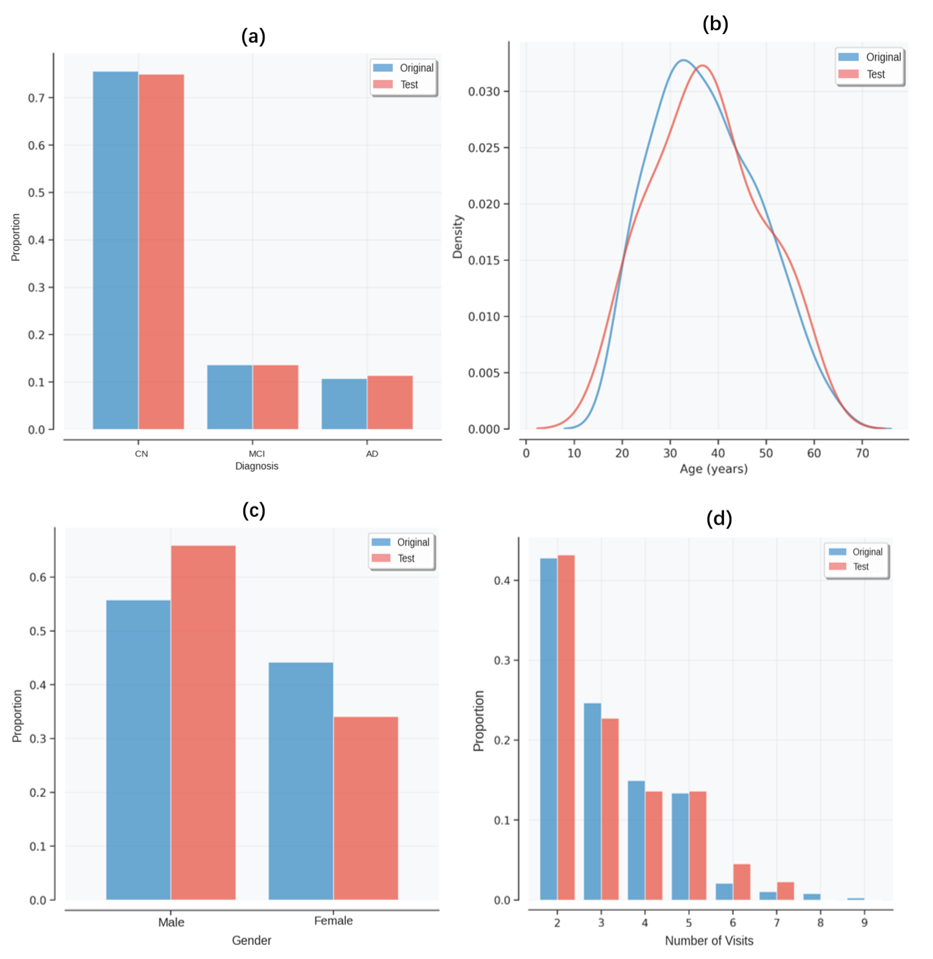 (a)
Original
Test
Proportion
0.7
0.6
0.5
0.4
0.3
0.2
0.1
0.0
CN MCI AD
Diagnosis
(b)
Original
Test
Density
0.030
0.025
0.020
0.015
0.010
0.005
0.000
0 10 20 30 40 50 60 70
Age (years)
(c)
Original
Test
Proportion
0.6
0.5
0.4
0.3
0.2
0.1
0.0
Male Female
Gender
(d)
Original
Test
Proportion
0.4
0.3
0.2
0.1
0.0
2 3 4 5 6 7 8 9
Number of Visits